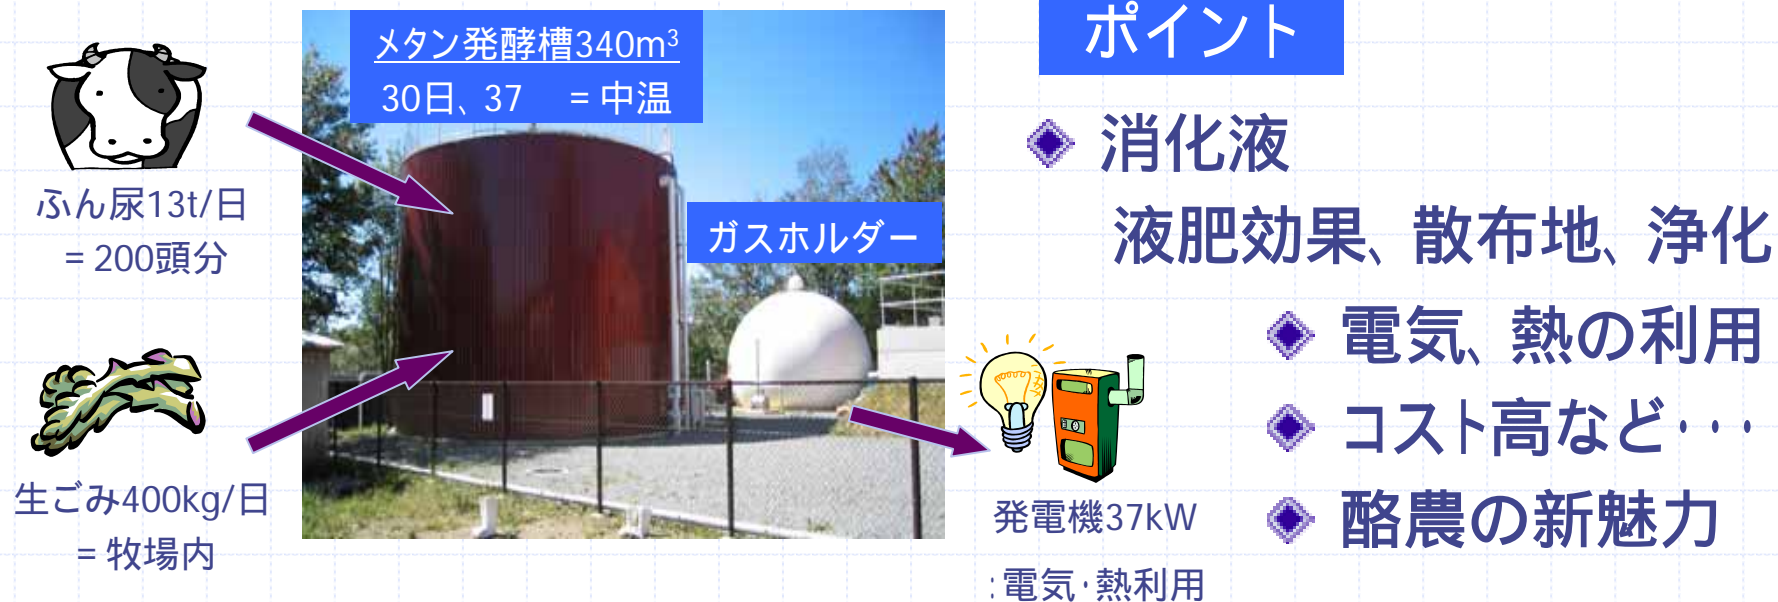 メタン発酵槽340m³
30日、37　= 中温
ふん尿13t/日
= 200頭分
生ごみ400kg/日
= 牧場内
ガスホルダー
発電機37kW
:電気・熱利用
ポイント
消化液
液肥効果、散布地、浄化
電気、熱の利用
コスト高など・・・
酪農の新魅力